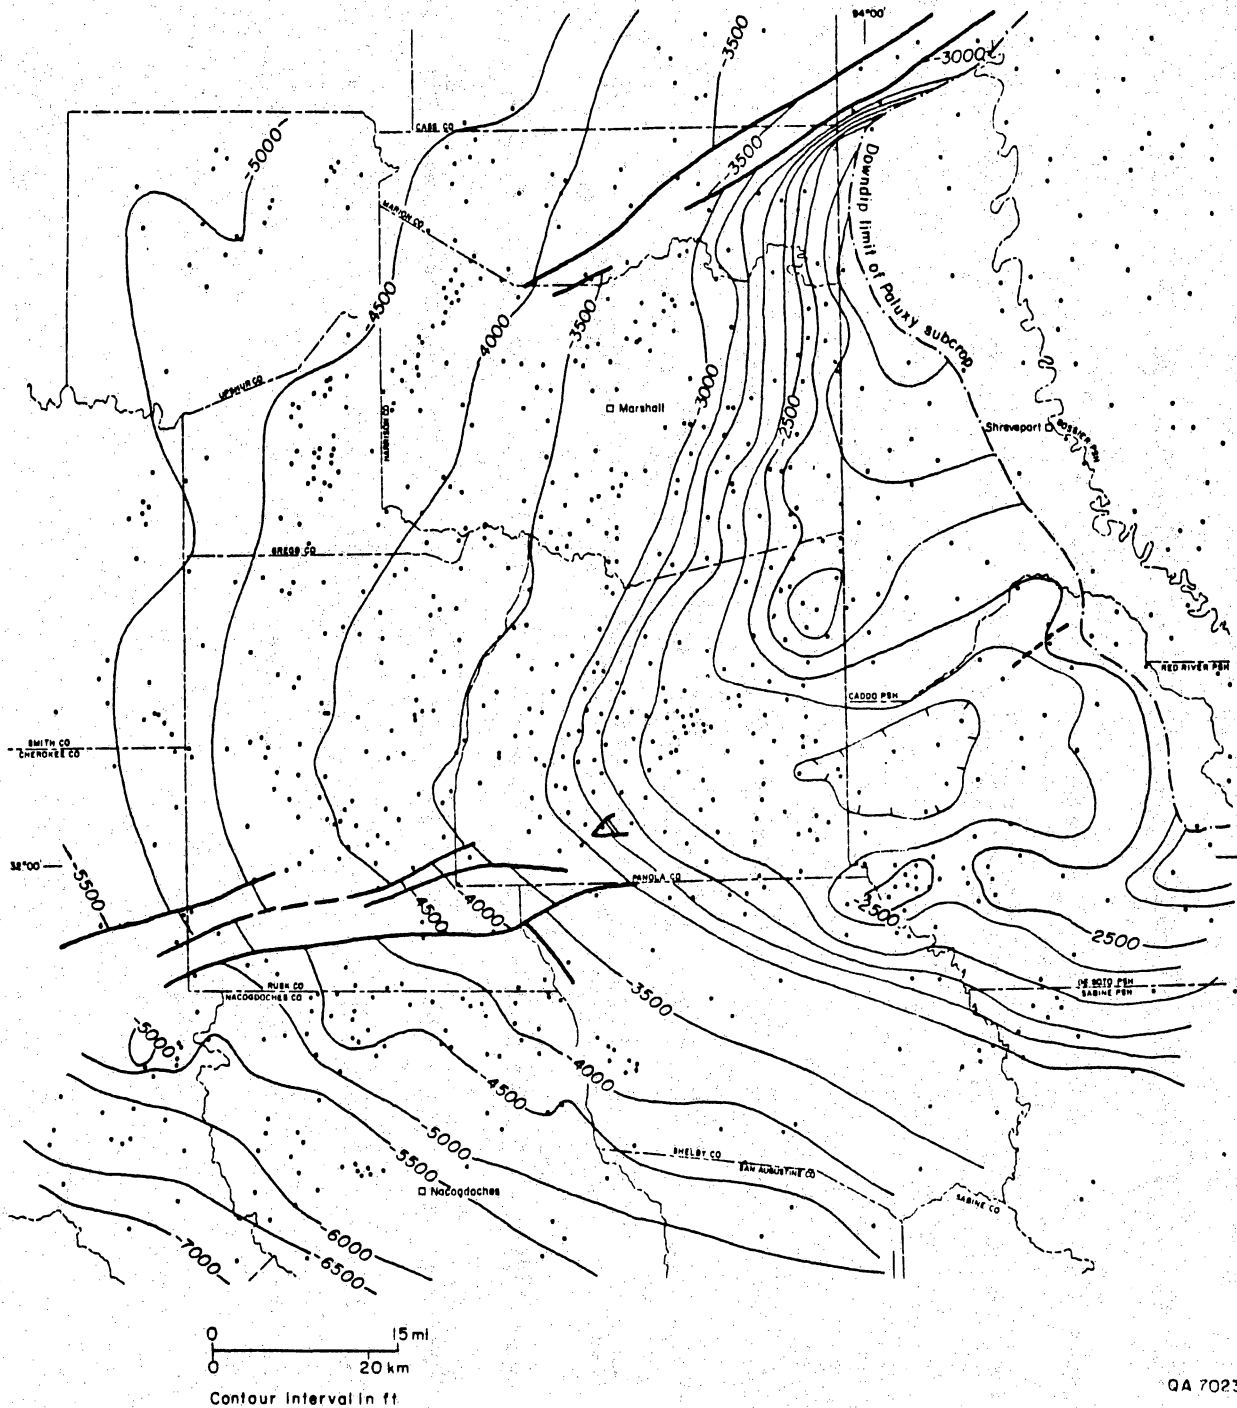 94°00'
-3500
-3000
CASS CO
-5000
-3500
Downdip limit of Paluxy subcrop
MARION CO
-4500
-4000
-3500
UPSHUR CO
-3000
Marshall
HARRISON CO
-2500
Shreveport
BOSSIER PSH
GREGG CO
RED RIVER PSH
CADDO PSH
SMITH CO
CHEROKEE CO
32°00'
-5500
PANOLA CO
-4500
-4000
-2500
2500
RUSK CO
NACOGDOCHES CO
-3500
DE SOTO PSH
SABINE PSH
-5000
-4000
-4500
-5000
SHELBY CO
SAN AUGUSTINE CO
-5500
Nacogdoches
SABINE CO
-6000
-7000
-6500
0 15 mi
0 20 km
Contour interval in ft
QA 7023